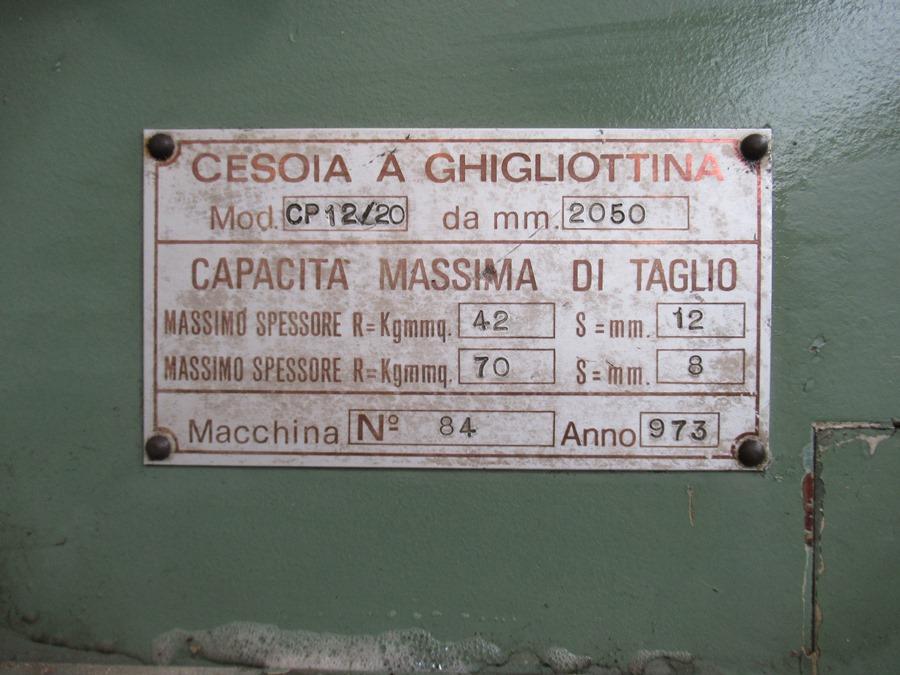 CESOIA A GHIGLIOTTINA
Mod. CP12/20 da mm. 2050
CAPACITÀ MASSIMA DI TAGLIO
MASSIMO SPESSORE R=Kgmmq. 42 S=mm. 12
MASSIMO SPESSORE R=Kgmmq. 70 S=mm. 8
Macchina Nº 84 Anno 973